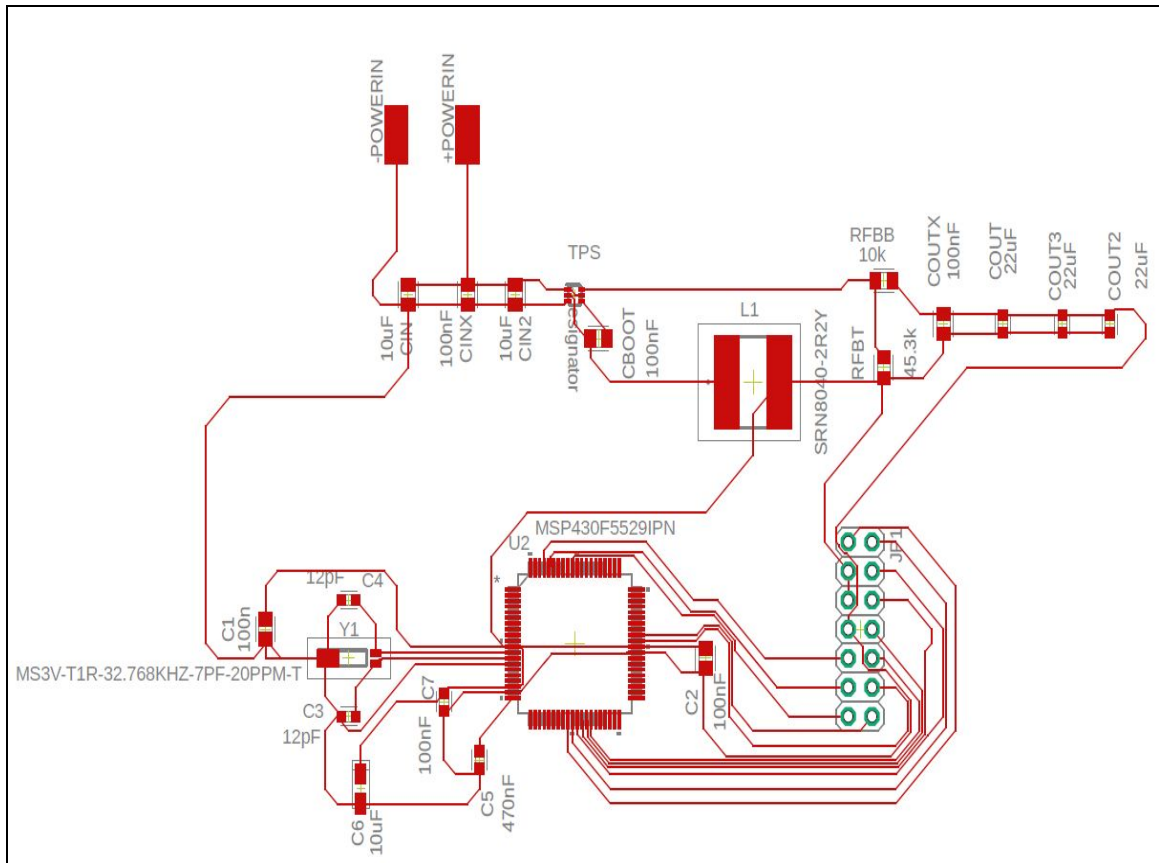 -POWERIN
+POWERIN
10uF
CIN
100nF
CINX
10uF
CIN2
TPS
Designator
CBOOT
100nF
L1
SRN8040-2R2Y
RFBB
10k
RFBT
45.3k
COUTX
100nF
COUT
22uF
COUT3
22uF
COUT2
22uF
MSP430F5529IPN
U2
*
JP1
12pF
C4
C1
100n
Y1
MS3V-T1R-32.768KHZ-7PF-20PPM-T
C3
12pF
C7
100nF
C2
100nF
C5
470nF
C6
10uF